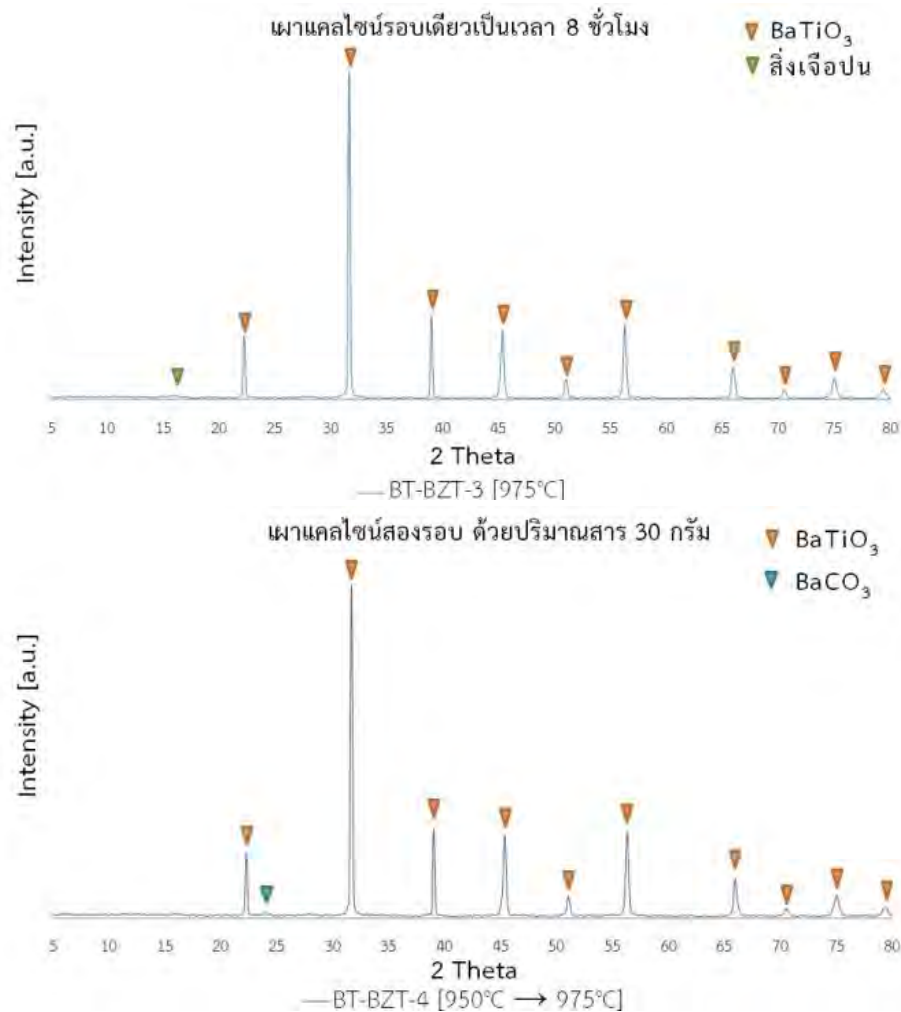 เผาแคลไซน์รอบเดียวเป็นเวลา 8 ชั่วโมง
BaTiO3
สิ่งเจือปน
Intensity [a.u.]
5 10 15 20 25 30 35 40 45 50 55 60 65 70 75 80
2 Theta
BT-BZT-3 [975°C]
เผาแคลไซน์สองรอบ ด้วยปริมาณสาร 30 กรัม
BaTiO3
BaCO3
Intensity [a.u.]
5 10 15 20 25 30 35 40 45 50 55 60 65 70 75 80
2 Theta
BT-BZT-4 [950°C → 975°C]